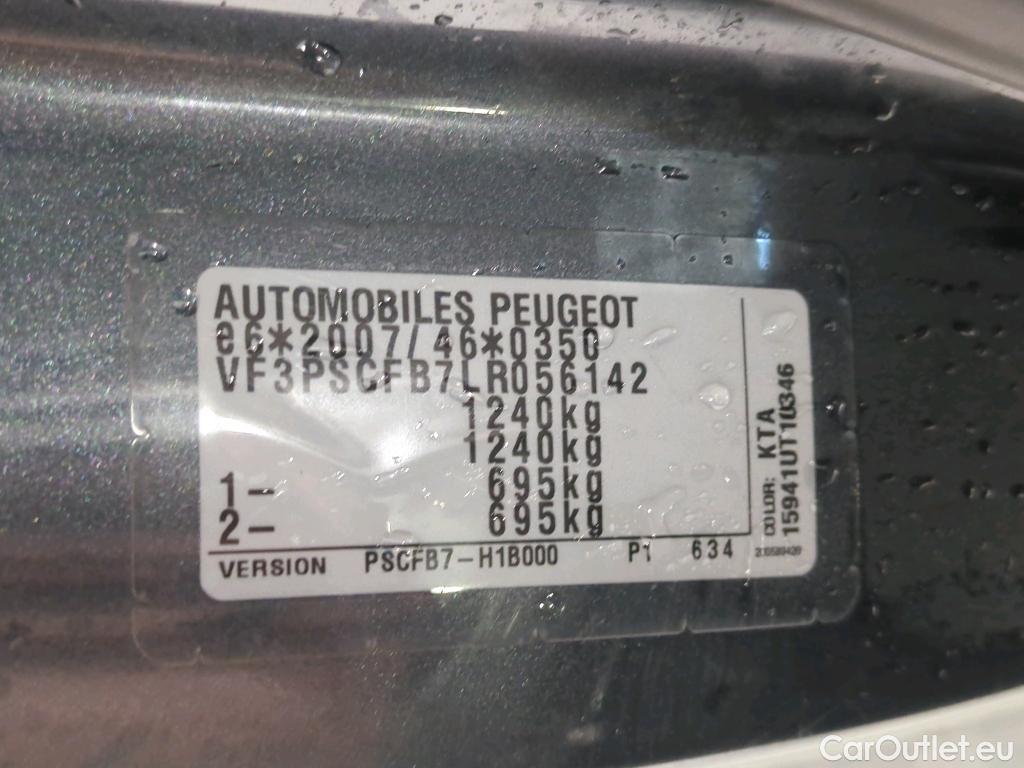 AUTOMOBILES PEUGEOT
e6*2007/46*0350
VF3PSCFB7LR056142
1240kg
1240kg
1- 695kg
2- 695kg
VERSION PSCFB7-H1B000 P1 634
COLOR: KTA
15941UT10346
CarOutlet.eu